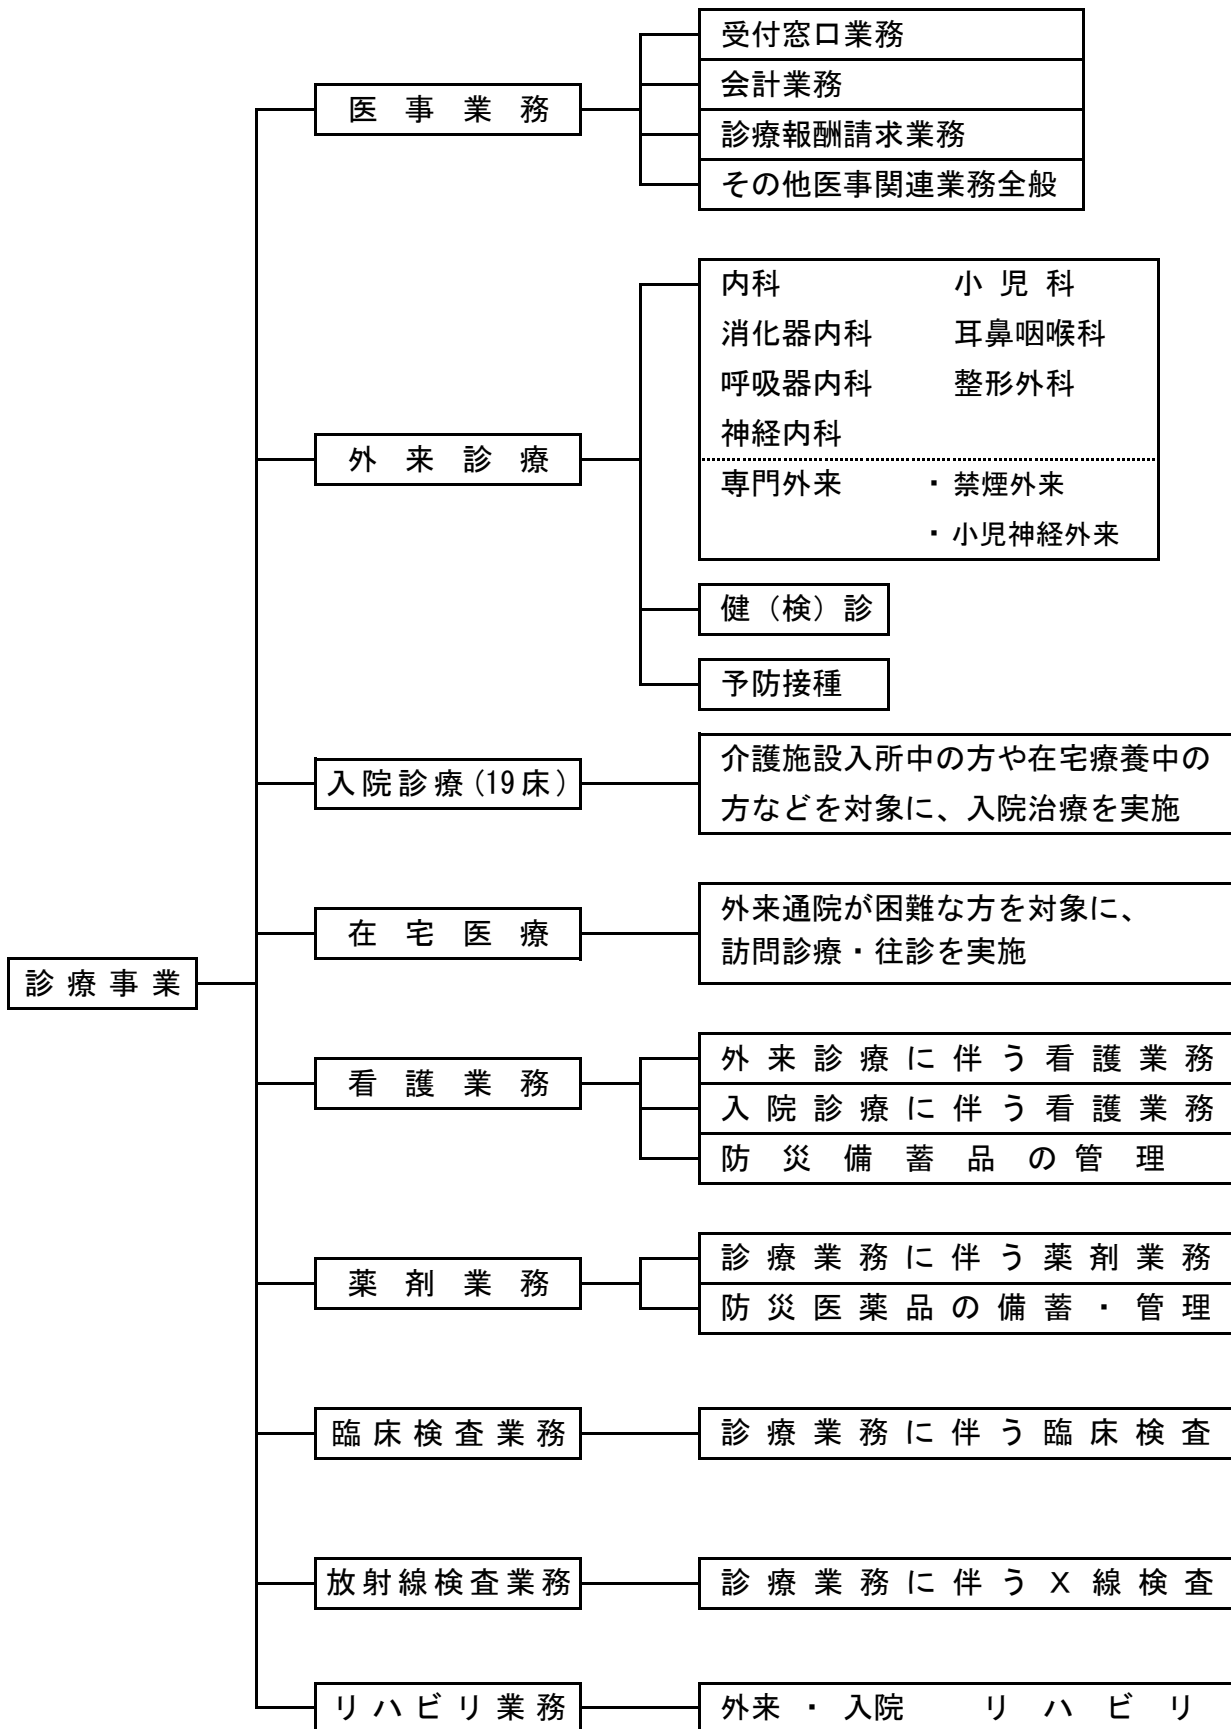 受付窓口業務
医事業務
会計業務
診療報酬請求業務
その他医事関連業務全般
内科 小児科
消化器内科 耳鼻咽喉科
呼吸器内科 整形外科
神経内科
外来診療
専門外来 ・禁煙外来
・小児神経外来
健（検）診
予防接種
入院診療(19床)
介護施設入所中の方や在宅療養中の
方などを対象に、入院治療を実施
在宅医療
外来通院が困難な方を対象に、
訪問診療・往診を実施
診療事業
看護業務
外来診療に伴う看護業務
入院診療に伴う看護業務
防災備蓄品の管理
薬剤業務
診療業務に伴う薬剤業務
防災医薬品の備蓄・管理
臨床検査業務
診療業務に伴う臨床検査
放射線検査業務
診療業務に伴うX線検査
リハビリ業務
外来・入院 リハビリ